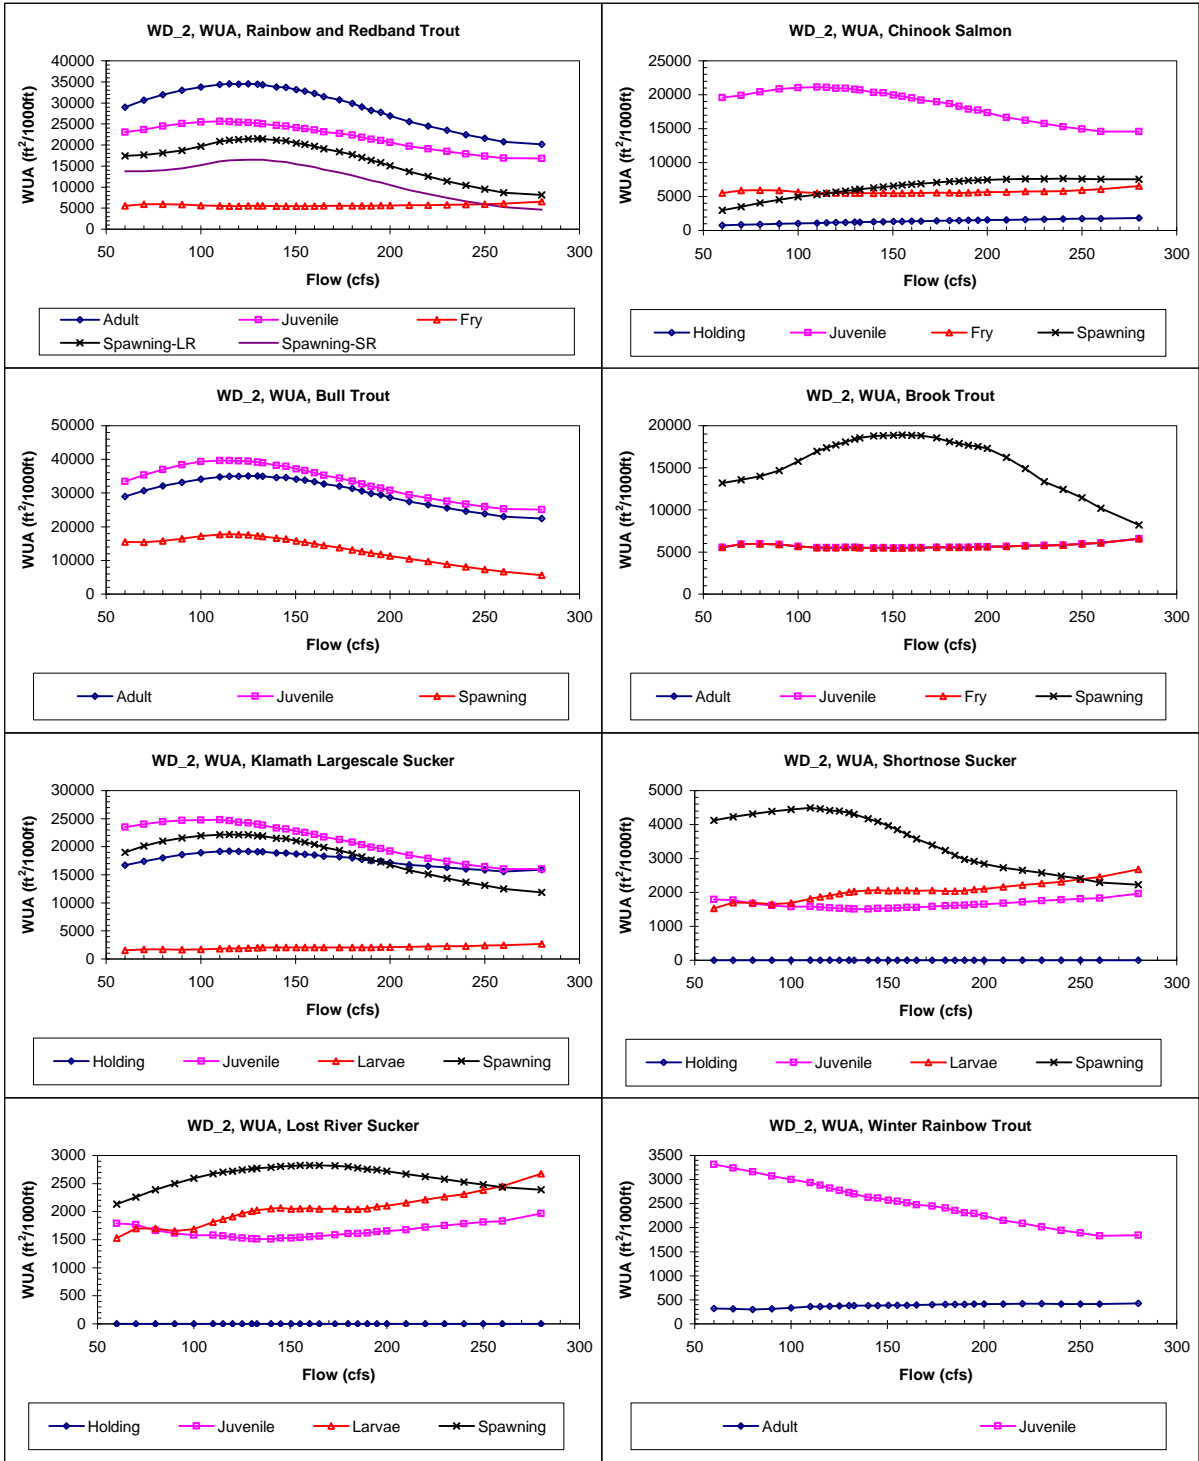 WD_2, WUA, Rainbow and Redband Trout
WUA (ft²/1000ft)
40000
35000
30000
25000
20000
15000
10000
5000
0
50 100 150 200 250 300
Flow (cfs)
Adult Juvenile Fry
Spawning-LR Spawning-SR
WD_2, WUA, Chinook Salmon
WUA (ft²/1000ft)
25000
20000
15000
10000
5000
0
50 100 150 200 250 300
Flow (cfs)
Holding Juvenile Fry Spawning
WD_2, WUA, Bull Trout
WUA (ft²/1000ft)
50000
40000
30000
20000
10000
0
50 100 150 200 250 300
Flow (cfs)
Adult Juvenile Spawning
WD_2, WUA, Brook Trout
WUA (ft²/1000ft)
20000
15000
10000
5000
0
50 100 150 200 250 300
Flow (cfs)
Adult Juvenile Fry Spawning
WD_2, WUA, Klamath Largescale Sucker
WUA (ft²/1000ft)
30000
25000
20000
15000
10000
5000
0
50 100 150 200 250 300
Flow (cfs)
Holding Juvenile Larvae Spawning
WD_2, WUA, Shortnose Sucker
WUA (ft²/1000ft)
5000
4000
3000
2000
1000
0
50 100 150 200 250 300
Flow (cfs)
Holding Juvenile Larvae Spawning
WD_2, WUA, Lost River Sucker
WUA (ft²/1000ft)
3000
2500
2000
1500
1000
500
0
50 100 150 200 250 300
Flow (cfs)
Holding Juvenile Larvae Spawning
WD_2, WUA, Winter Rainbow Trout
WUA (ft²/1000ft)
3500
3000
2500
2000
1500
1000
500
0
50 100 150 200 250 300
Flow (cfs)
Adult Juvenile